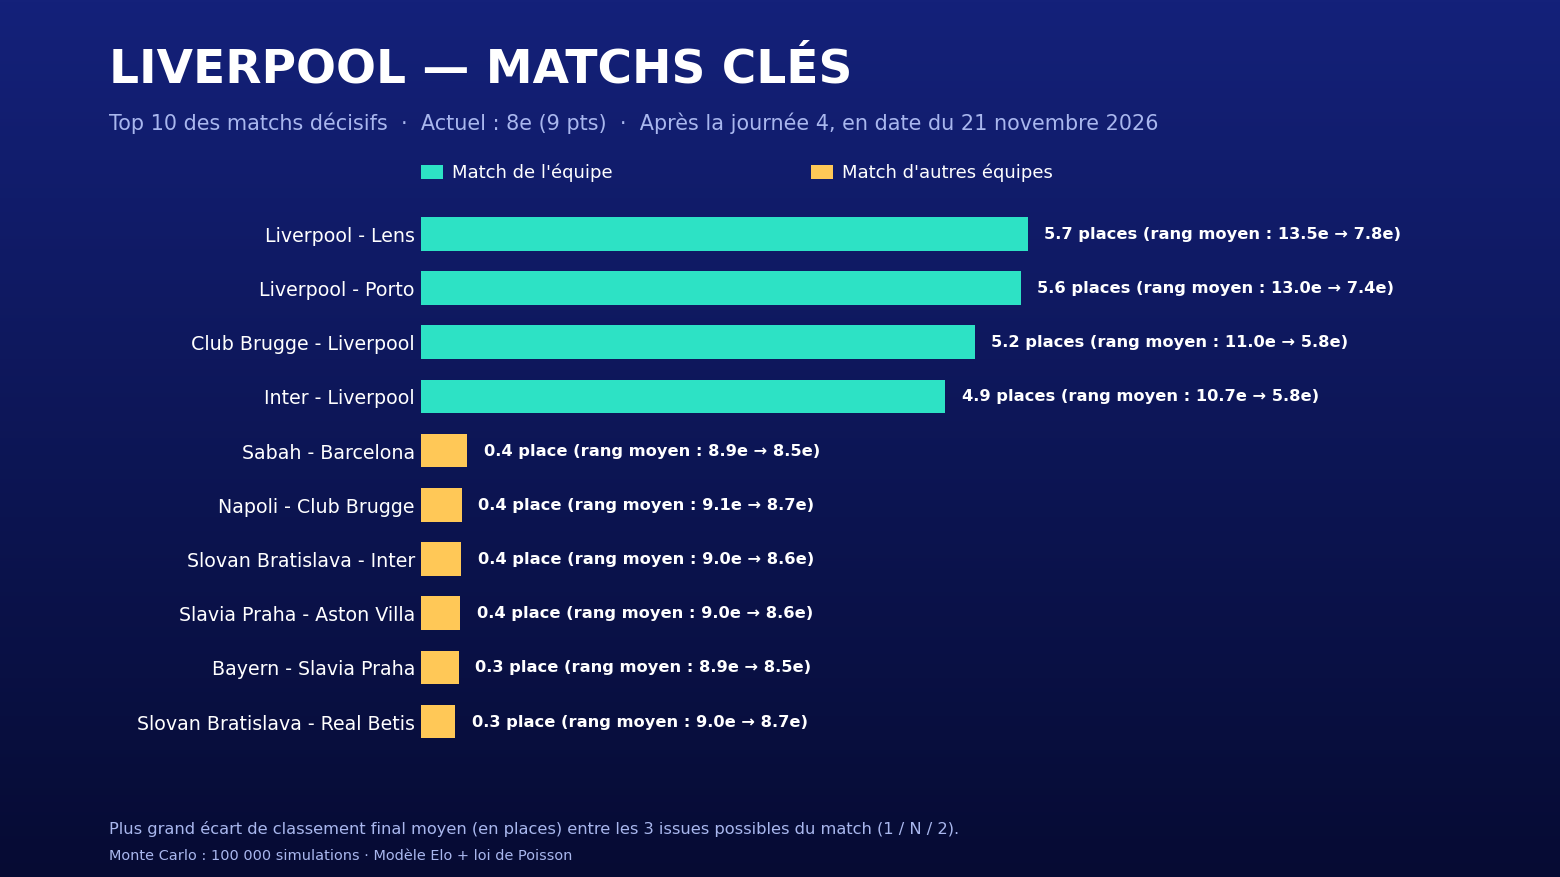 LIVERPOOL — MATCHS CLÉS
Top 10 des matchs décisifs · Actuel : 8e (9 pts) · Après la journée 4, en date du 21 novembre 2026
Match de l'équipe
Match d'autres équipes
Liverpool - Lens 5.7 places (rang moyen : 13.5e → 7.8e)
Liverpool - Porto 5.6 places (rang moyen : 13.0e → 7.4e)
Club Brugge - Liverpool 5.2 places (rang moyen : 11.0e → 5.8e)
Inter - Liverpool 4.9 places (rang moyen : 10.7e → 5.8e)
Sabah - Barcelona 0.4 place (rang moyen : 8.9e → 8.5e)
Napoli - Club Brugge 0.4 place (rang moyen : 9.1e → 8.7e)
Slovan Bratislava - Inter 0.4 place (rang moyen : 9.0e → 8.6e)
Slavia Praha - Aston Villa 0.4 place (rang moyen : 9.0e → 8.6e)
Bayern - Slavia Praha 0.3 place (rang moyen : 8.9e → 8.5e)
Slovan Bratislava - Real Betis 0.3 place (rang moyen : 9.0e → 8.7e)
Plus grand écart de classement final moyen (en places) entre les 3 issues possibles du match (1 / N / 2).
Monte Carlo : 100 000 simulations · Modèle Elo + loi de Poisson